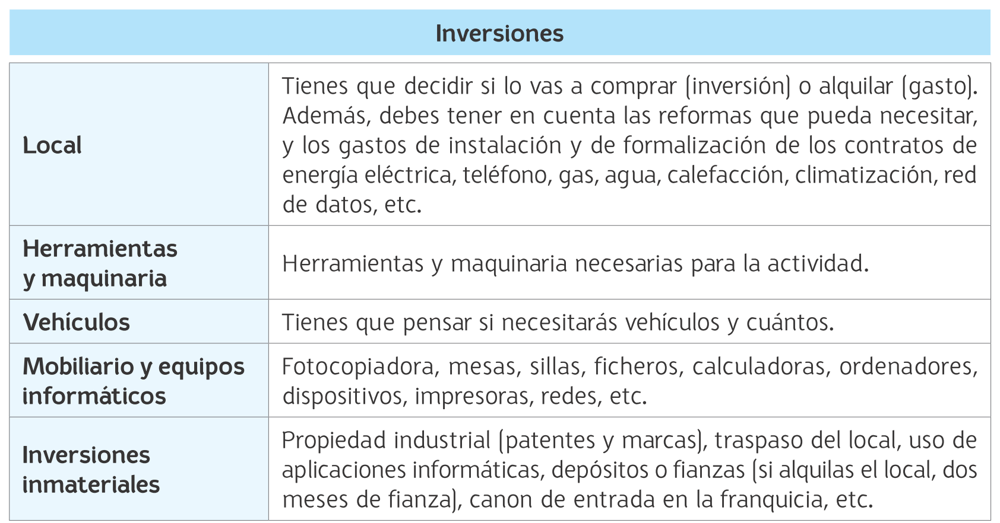 Inversiones
Local
Tienes que decidir si lo vas a comprar (inversión) o alquilar (gasto).
Además, debes tener en cuenta las reformas que pueda necesitar,
y los gastos de instalación y de formalización de los contratos de
energía eléctrica, teléfono, gas, agua, calefacción, climatización, red
de datos, etc.
Herramientas
y maquinaria
Herramientas y maquinaria necesarias para la actividad.
Vehículos
Tienes que pensar si necesitarás vehículos y cuántos.
Mobiliario y equipos
informáticos
Fotocopiadora, mesas, sillas, ficheros, calculadoras, ordenadores,
dispositivos, impresoras, redes, etc.
Inversiones
inmateriales
Propiedad industrial (patentes y marcas), traspaso del local, uso de
aplicaciones informáticas, depósitos o fianzas (si alquilas el local, dos
meses de fianza), canon de entrada en la franquicia, etc.